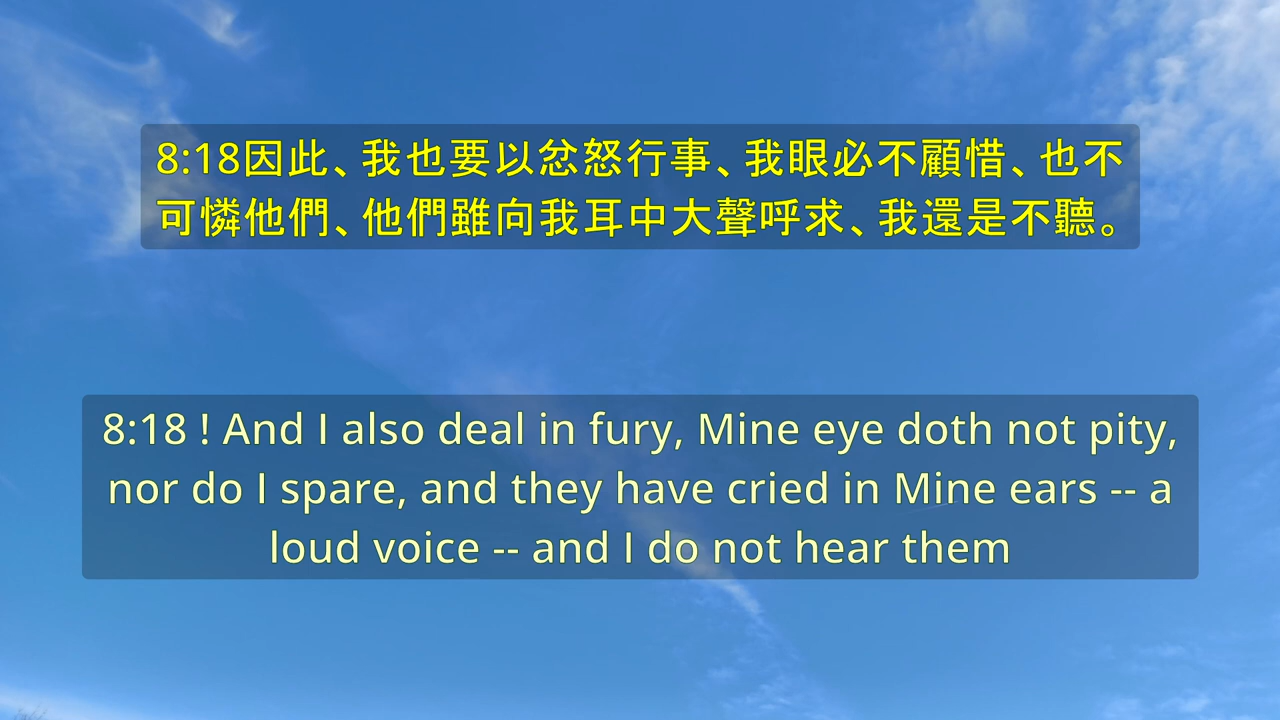 8:18因此、我也要以忿怒行事、我眼必不顧惜、也不
可憐他們、他們雖向我耳中大聲呼求、我還是不聽。
8:18 ! And I also deal in fury, Mine eye doth not pity,
nor do I spare, and they have cried in Mine ears -- a
loud voice -- and I do not hear them